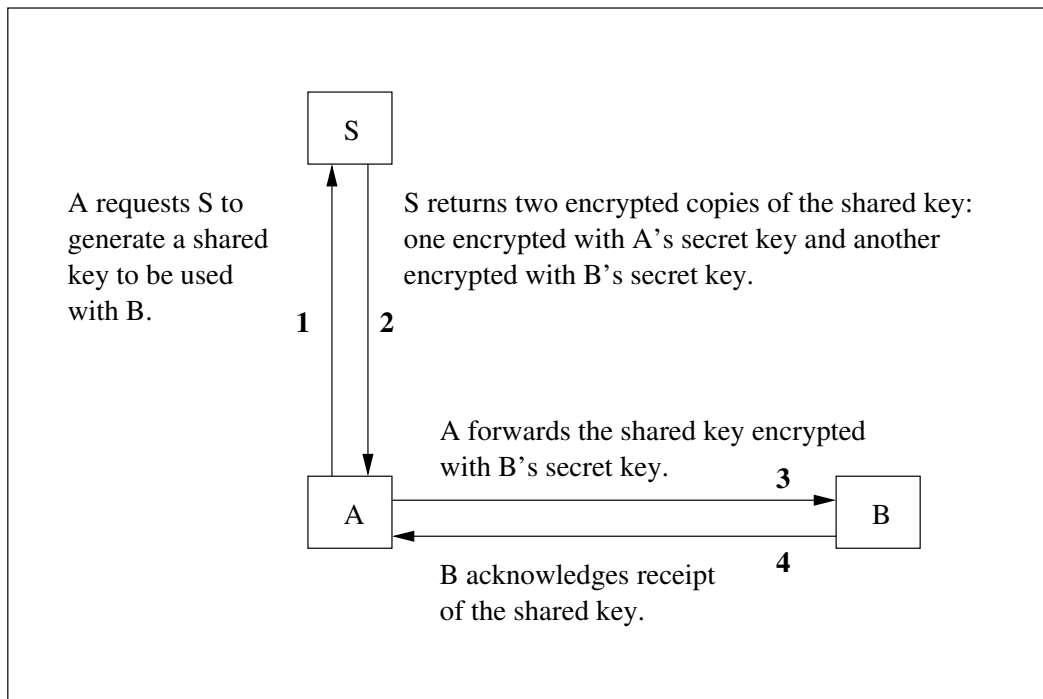 S
A requests S to
generate a shared
key to be used
with B.
1
2
S returns two encrypted copies of the shared key:
one encrypted with A's secret key and another
encrypted with B's secret key.
A forwards the shared key encrypted
with B's secret key.
3
A
B
4
B acknowledges receipt
of the shared key.